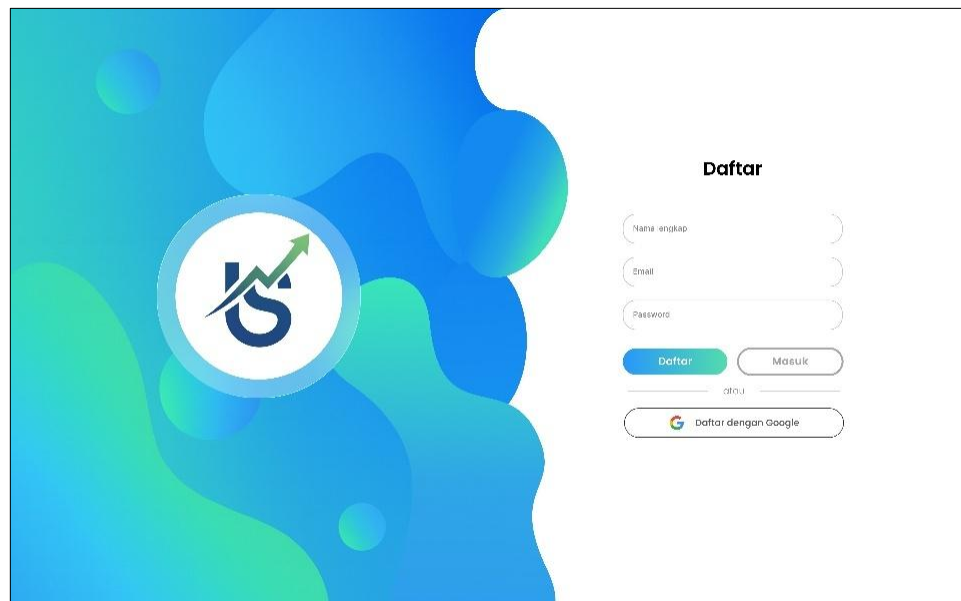 Daftar
Nama lengkap
Email
Password
Daftar
Masuk
atau
Daftar dengan Google